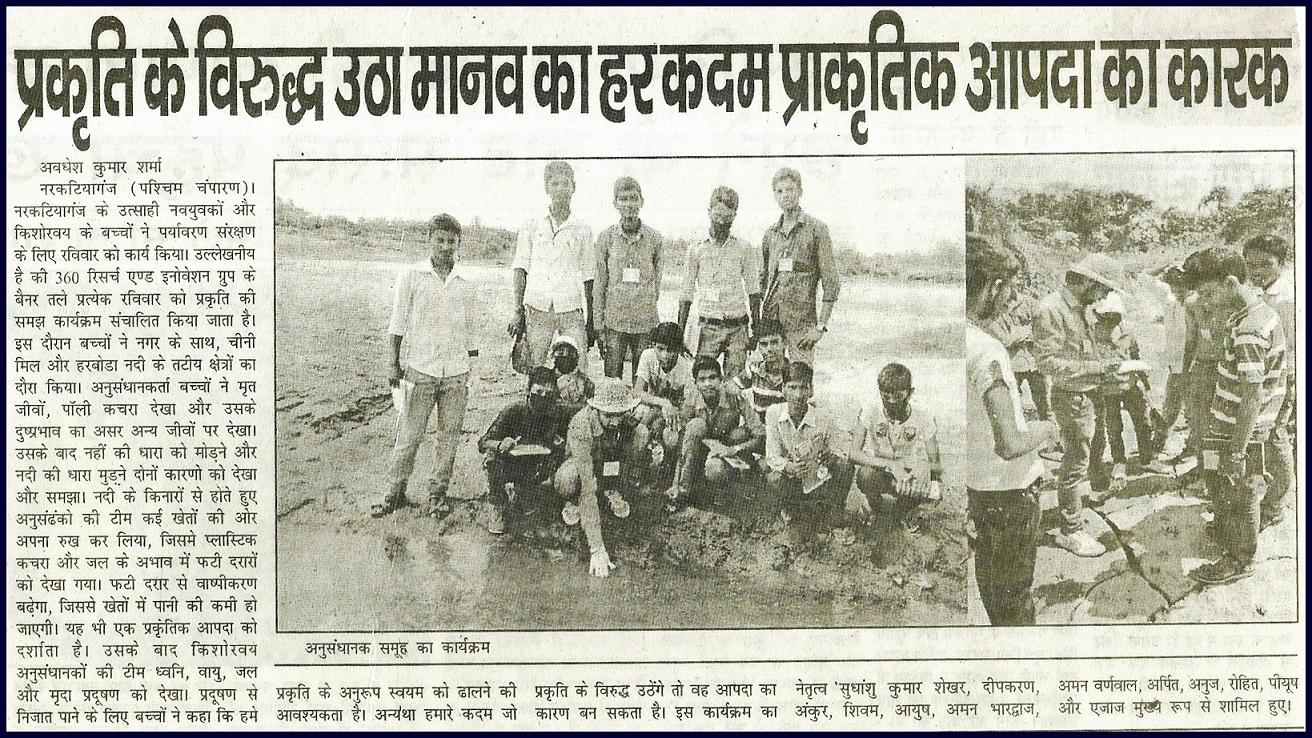 प्रकृति के विरुद्ध उठा मानव का हर कदम प्राकृतिक आपदा का कारक
अवधेश कुमार शर्मा
नरकटियागंज (पश्चिम चंपारण)।
नरकटियागंज के उत्साही नवयुवकों और
किशोरवय के बच्चों ने पर्यावरण संरक्षण
के लिए रविवार को कार्य किया। उल्लेखनीय
है की 360 रिसर्च एण्ड इनोवेशन ग्रुप के
बैनर तले प्रत्येक रविवार को प्रकृति की
समझ कार्यक्रम संचालित किया जाता है।
इस दौरान बच्चों ने नगर के साथ, चीनी
मिल और हरबोडा नदी के तटीय क्षेत्रों का
दौरा किया। अनुसंधानकर्ता बच्चों ने मृत
जीवों, पॉली कचरा देखा और उसके
दुष्प्रभाव का असर अन्य जीवों पर देखा।
उसके बाद नहीं की धारा को मोड़ने और
नदी की धारा मुड़ने दोनों कारणो को देखा
और समझा। नदी के किनारों से होते हुए
अनुसंढंको की टीम कई खेतों की ओर
अपना रुख कर लिया, जिसमे प्लास्टिक
कचरा और जल के अभाव में फटी दरारों
को देखा गया। फटी दरार से वाष्पीकरण
बढ़ेगा, जिससे खेतों में पानी की कमी हो
जाएगी। यह भी एक प्रकृंतिक आपदा को
दर्शाता है। उसके बाद किशोरवय
अनुसंधानकों की टीम ध्वनि, वायु, जल
और मृदा प्रदूषण को देखा। प्रदूषण से
निजात पाने के लिए बच्चों ने कहा कि हमे
अनुसंधानक समूह का कार्यक्रम
प्रकृति के अनुरूप स्वयम को ढालने की
आवश्यकता है। अन्यथा हमारे कदम जो
प्रकृति के विरुद्ध उठेंगे तो वह आपदा का
कारण बन सकता है। इस कार्यक्रम का
नेतृत्व सुधांशु कुमार शेखर, दीपकरण,
अंकुर, शिवम, आयुष, अमन भारद्वाज,
अमन वर्णवाल, अर्पित, अनुज, रोहित, पीयूष
और एजाज मुख्य रूप से शामिल हुए।